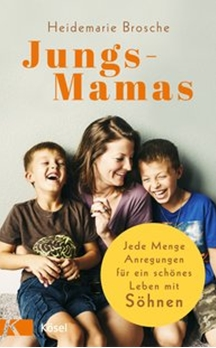 Heidemarie Brosche
Jungs-
Mamas
Jede Menge
Anregungen
für ein schönes
Leben mit
Söhnen
Kösel